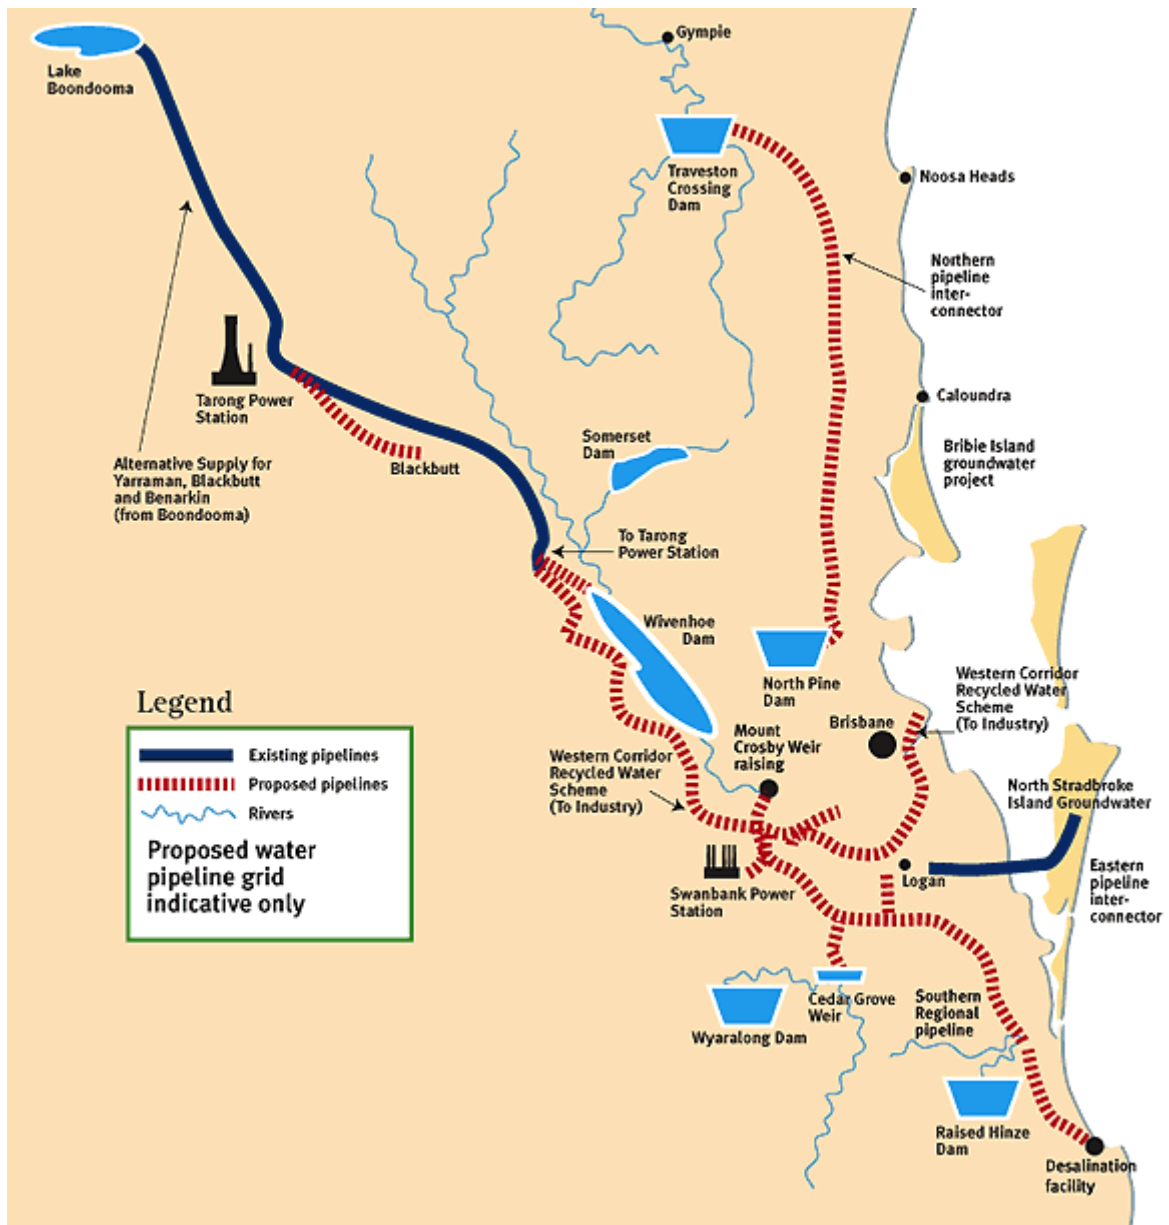 Gympie
Lake
Boondooma
Traveston
Crossing
Dam
Noosa Heads
Northern
pipeline
inter-
connector
Tarong Power
Station
Caloundra
Somerset
Dam
Bribie Island
groundwater
project
Blackbutt
Alternative Supply for
Yarraman, Blackbutt
and Benarkin
(from Boondooma)
To Tarong
Power Station
Wivenhoe
Dam
North Pine
Dam
Western Corridor
Recycled Water
Scheme
(To Industry)
Legend
Existing pipelines
Proposed pipelines
Rivers
Proposed water
pipeline grid
indicative only
Brisbane
Mount
Crosby Weir
raising
Western Corridor
Recycled Water
Scheme
(To Industry)
North Stradbroke
Island Groundwater
Logan
Eastern
pipeline
inter-
connector
Swanbank Power
Station
Cedar Grove
Weir
Southern
Regional
pipeline
Wyaralong Dam
Raised Hinze
Dam
Desalination
facility